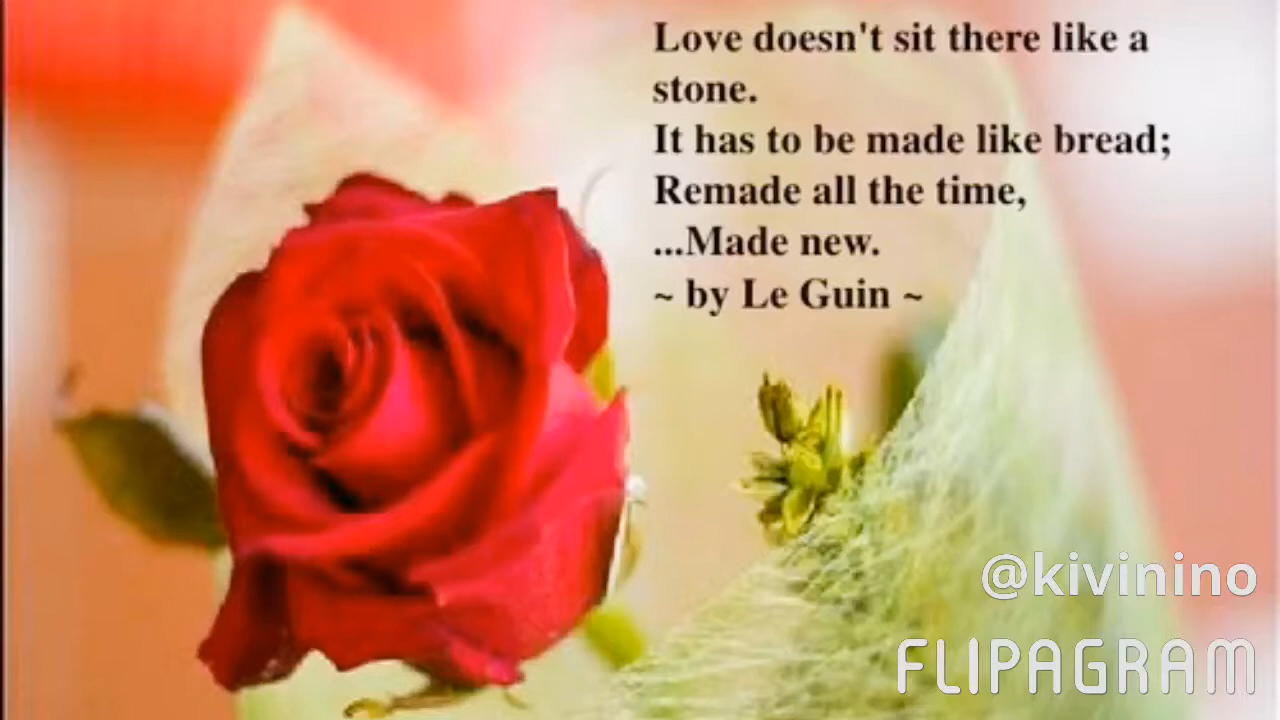 Love doesn't sit there like a
stone.
It has to be made like bread;
Remade all the time,
...Made new.
~ by Le Guin ~
@kivinino
FLIPAGRAM